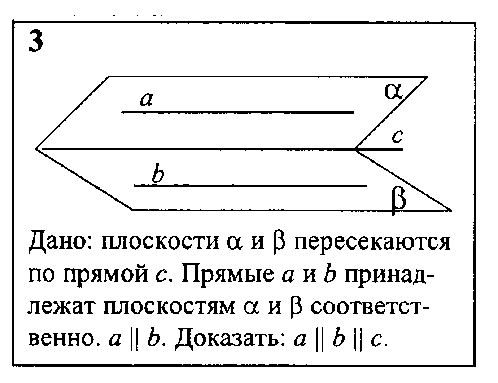 3
a
α
c
b
β
Дано: плоскости α и β пересекаются
по прямой c. Прямые a и b принад-
лежат плоскостям α и β соответст-
венно. a || b. Доказать: a || b || c.